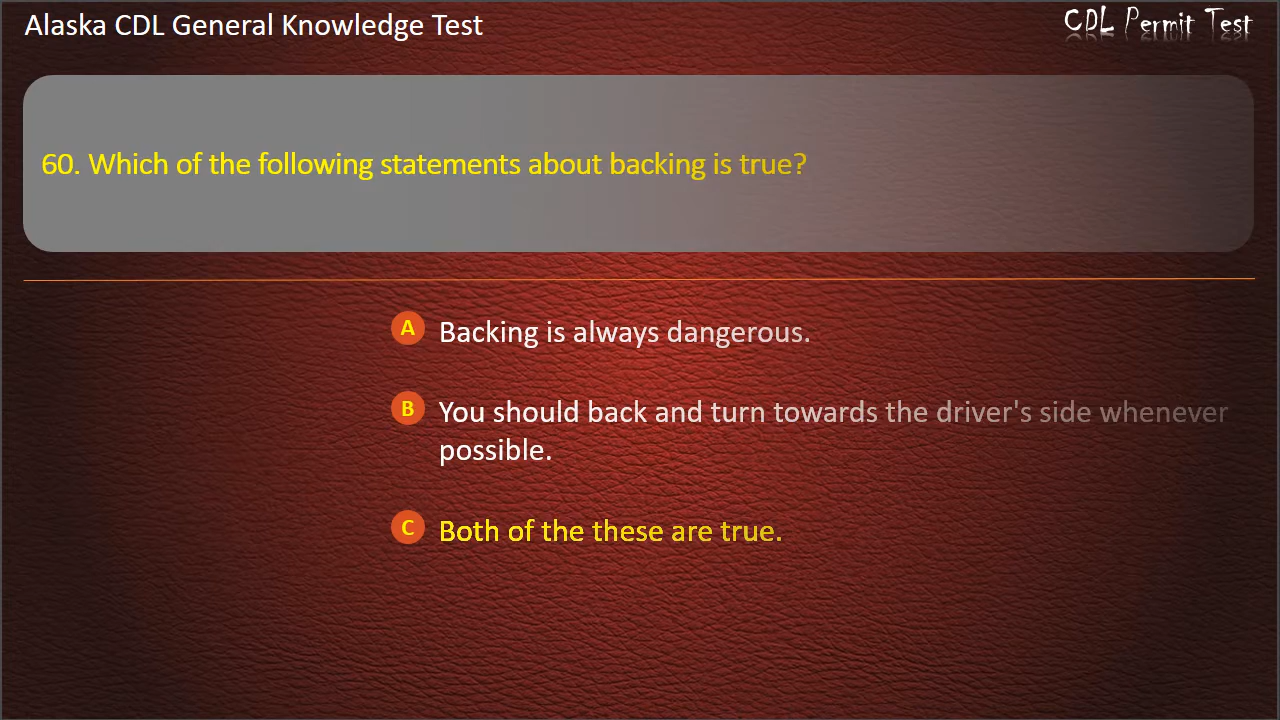 Alaska CDL General Knowledge Test
CDL Permit Test
60. Which of the following statements about backing is true?
A Backing is always dangerous.
B You should back and turn towards the driver's side whenever
possible.
C Both of the these are true.